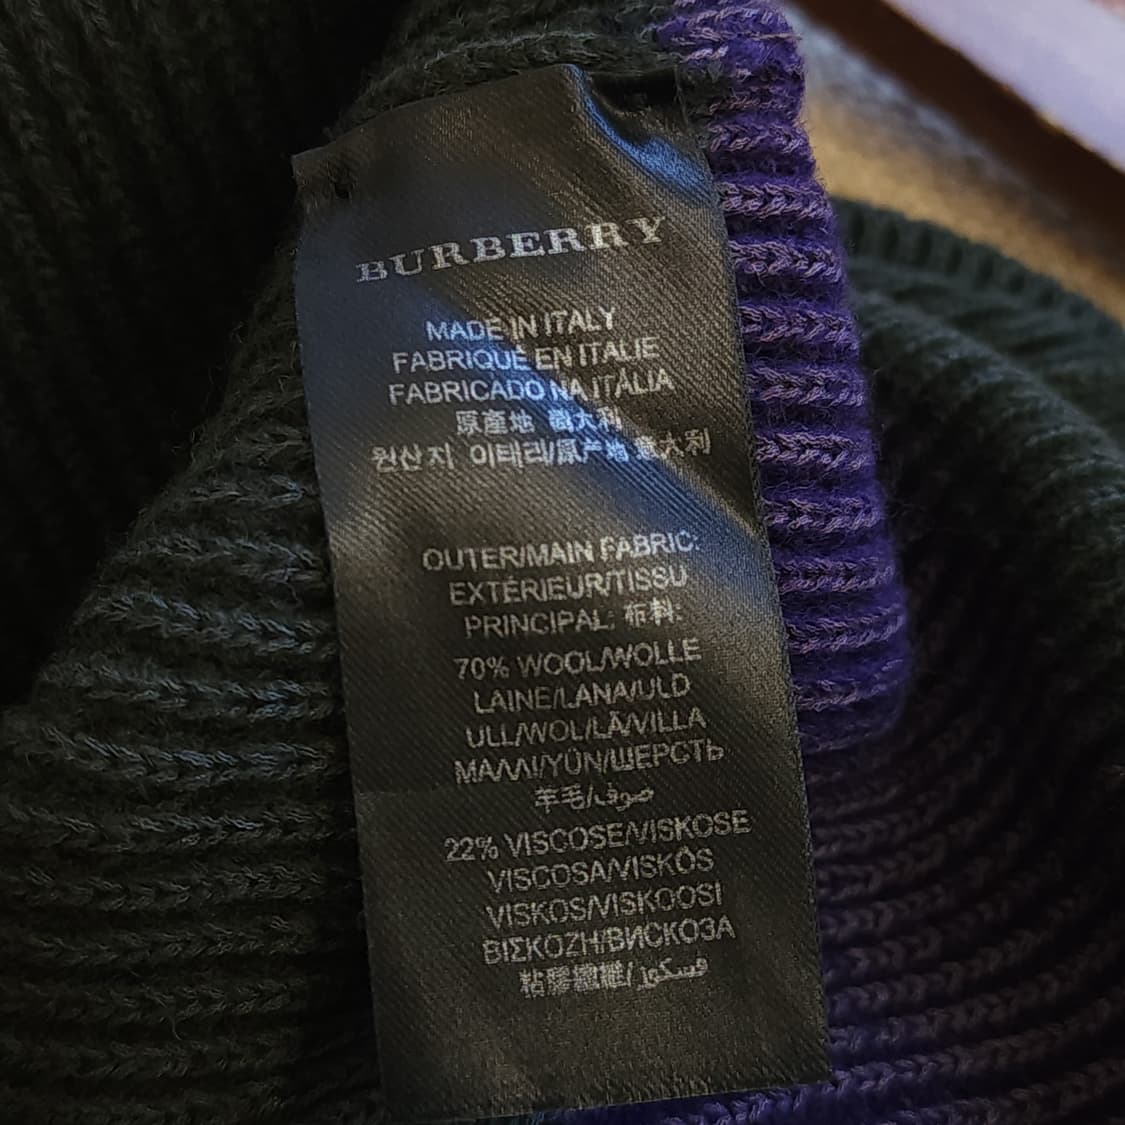 BURBERRY
MADE IN ITALY
FABRIQUÉ EN ITALIE
FABRICADO NA ITÁLIA
原產地 義大利
원산지 이태리/原产地 意大利
OUTER/MAIN FABRIC:
EXTÉRIEUR/TISSU
PRINCIPAL: 布料:
70% WOOL/WOLLE
LAINE/LANA/ULD
ULL/WOL/LÃ/VILLA
ΜΑΛΛΙ/YÜN/ШЕРСТЬ
羊毛/صوف
22% VISCOSE/VISKOSE
VISCOSA/VISKÓS
VISKOS/VISKOOSI
ΒΙΣΚΟΖΗ/ВИСКОЗА
粘膠纖維/فسكوز